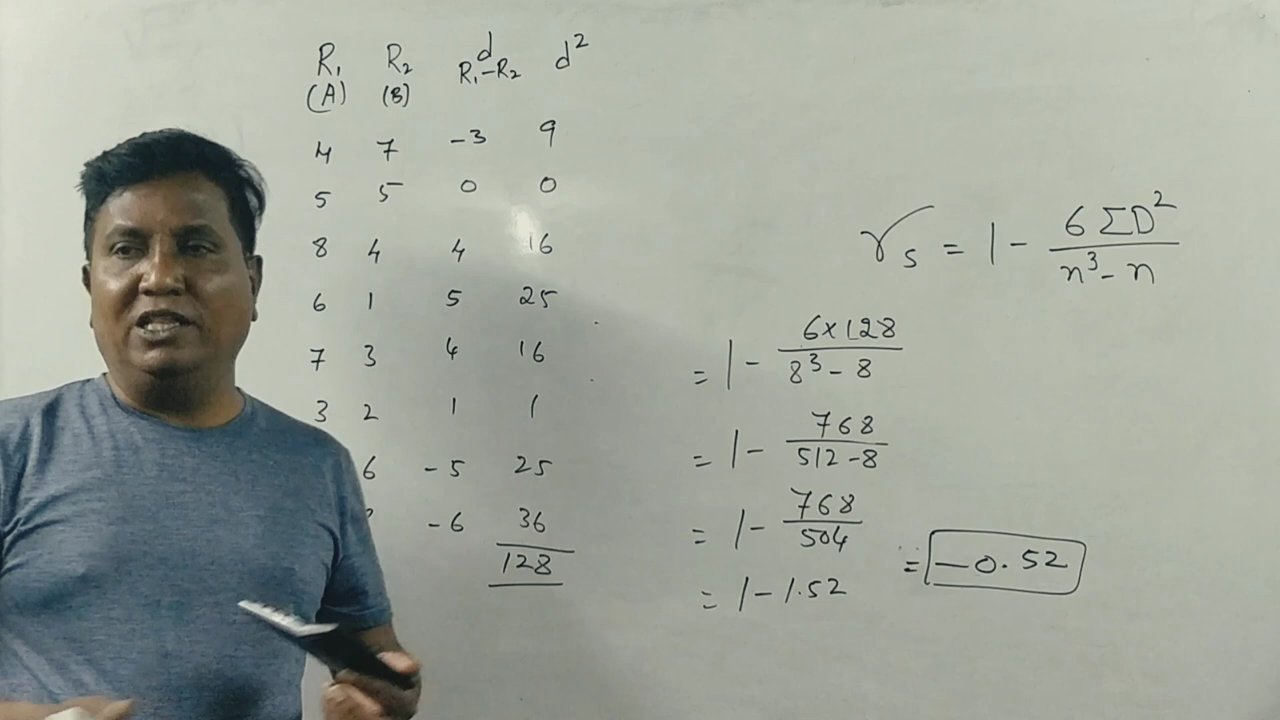 R₁ R₂ d d²
(A) (B) R₁-R₂
4 7 -3 9
5 5 0 0
8 4 4 16
6 1 5 25
7 3 4 16
3 2 1 1
6 -5 25
-6 36
128
rₛ = 1 - 6 ΣD² / n³ - n
= 1 - 6×128 / 8³ - 8
= 1 - 768 / 512 - 8
= 1 - 768 / 504
= 1 - 1.52 = -0.52